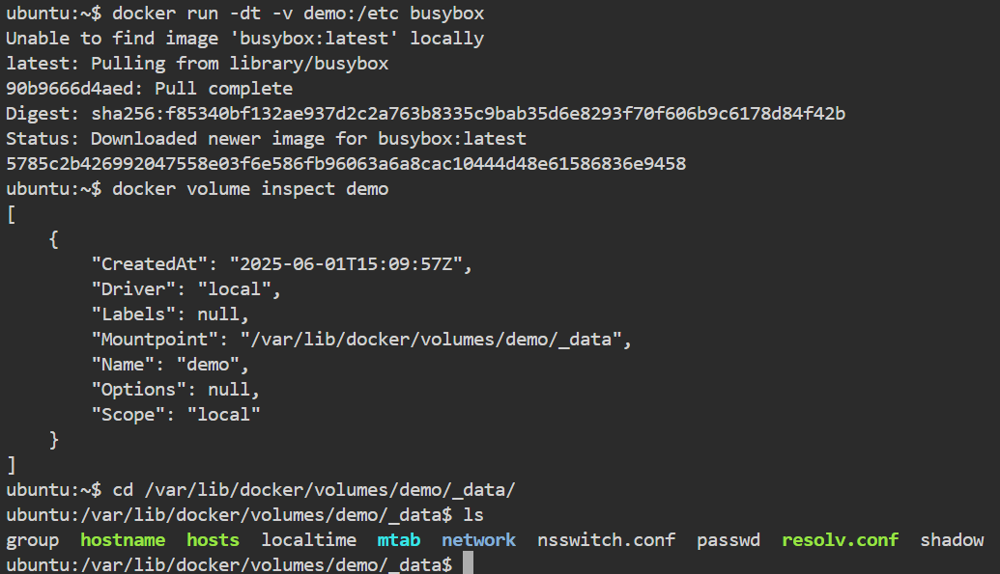 ubuntu:~$ docker run -dt -v demo:/etc busybox
Unable to find image 'busybox:latest' locally
latest: Pulling from library/busybox
90b9666d4aed: Pull complete
Digest: sha256:f85340bf132ae937d2c2a763b8335c9bab35d6e8293f70f606b9c6178d84f42b
Status: Downloaded newer image for busybox:latest
5785c2b426992047558e03f6e586fb96063a6a8cac10444d48e61586836e9458
ubuntu:~$ docker volume inspect demo
[
    {
        "CreatedAt": "2025-06-01T15:09:57Z",
        "Driver": "local",
        "Labels": null,
        "Mountpoint": "/var/lib/docker/volumes/demo/_data",
        "Name": "demo",
        "Options": null,
        "Scope": "local"
    }
]
ubuntu:~$ cd /var/lib/docker/volumes/demo/_data/
ubuntu:/var/lib/docker/volumes/demo/_data$ ls
group  hostname  hosts  localtime  mtab  network  nsswitch.conf  passwd  resolv.conf  shadow
ubuntu:/var/lib/docker/volumes/demo/_data$